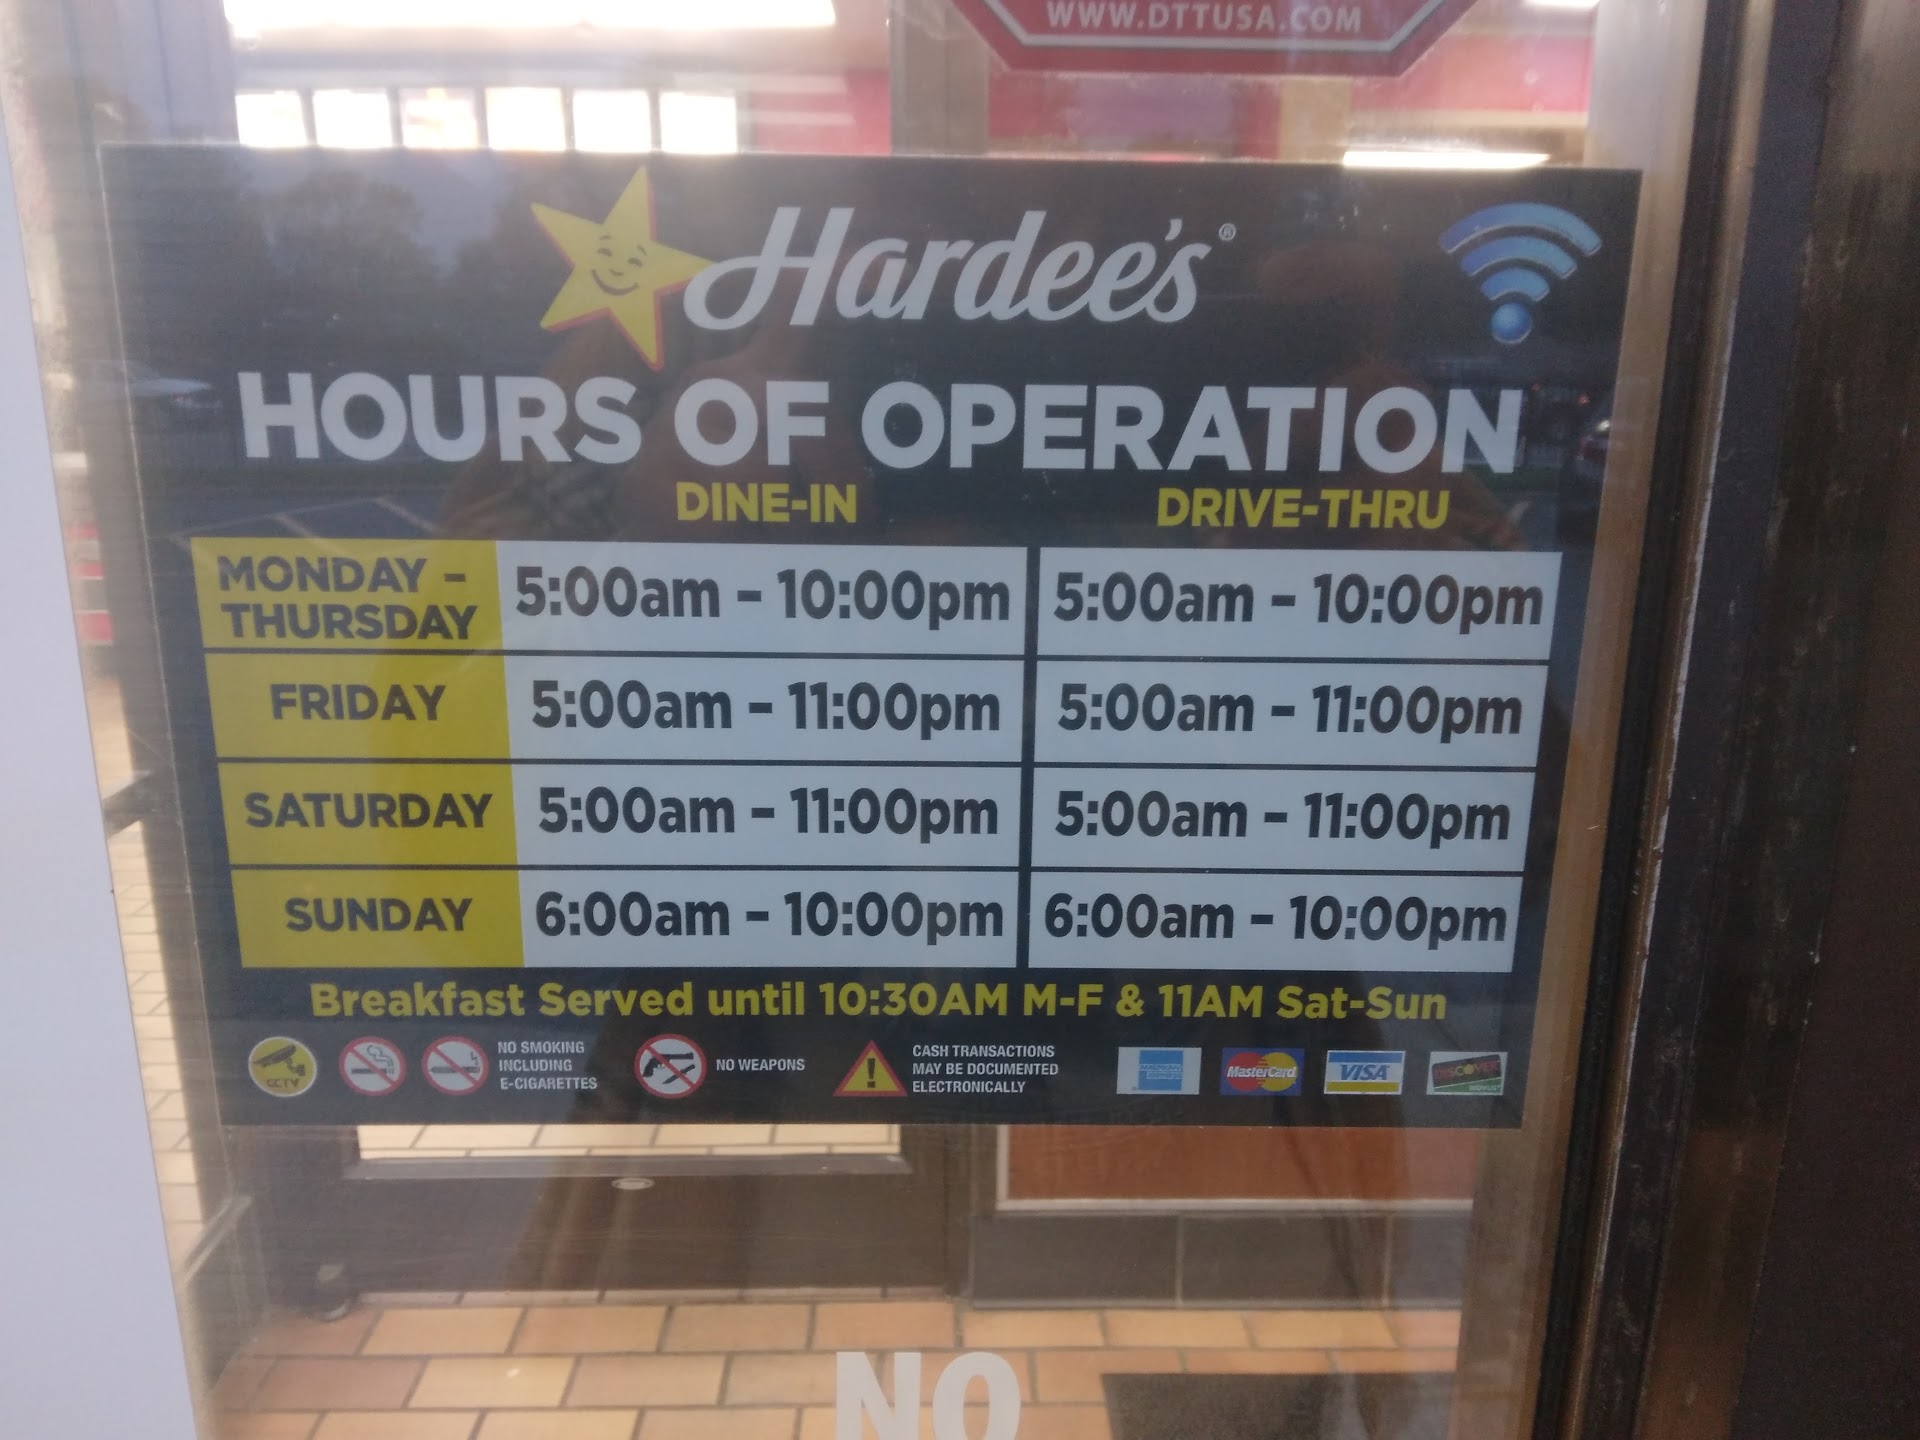 WWW.DTTUSA.COM
Hardee's®
HOURS OF OPERATION
DINE-IN DRIVE-THRU
MONDAY -
THURSDAY
5:00am - 10:00pm 5:00am - 10:00pm
FRIDAY 5:00am - 11:00pm 5:00am - 11:00pm
SATURDAY 5:00am - 11:00pm 5:00am - 11:00pm
SUNDAY 6:00am - 10:00pm 6:00am - 10:00pm
Breakfast Served until 10:30AM M-F & 11AM Sat-Sun
CCTV
NO SMOKING
INCLUDING
E-CIGARETTES
NO WEAPONS
!
CASH TRANSACTIONS
MAY BE DOCUMENTED
ELECTRONICALLY
AMERICAN
EXPRESS
MasterCard
VISA
DISCOVER
NO